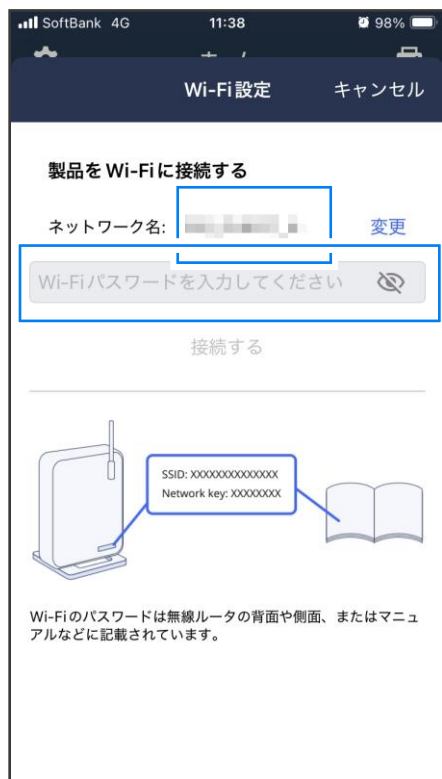 SoftBank 4G 11:38 98%
Wi-Fi設定 キャンセル
製品をWi-Fiに接続する
ネットワーク名: 変更
Wi-Fiパスワードを入力してください
接続する
SSID: XXXXXXXXXXXXXX
Network key: XXXXXXXX
Wi-Fiのパスワードは無線ルータの背面や側面、またはマニュ
アルなどに記載されています。